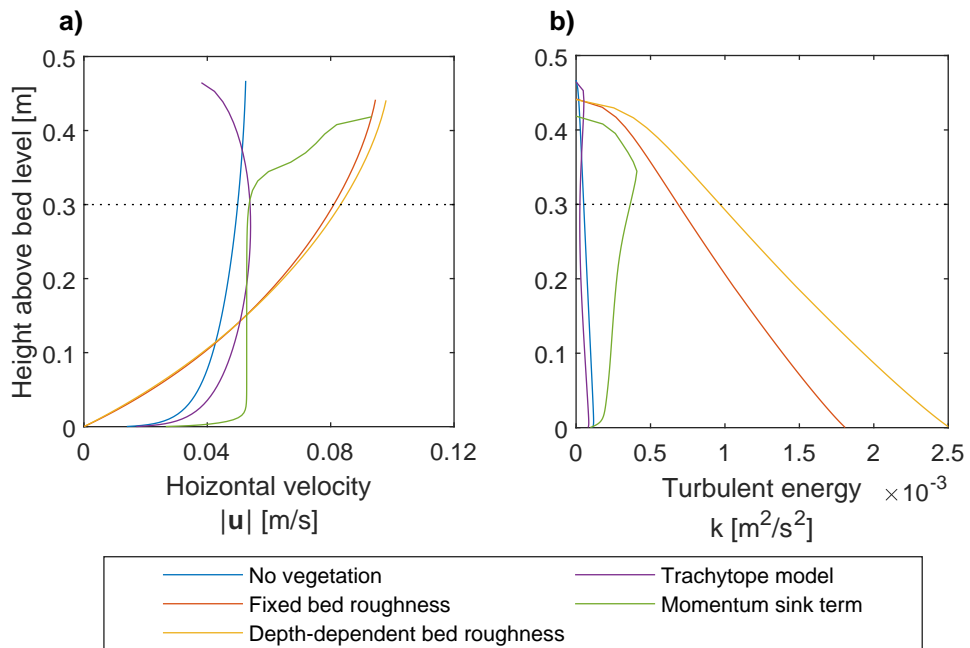 a)
b)
0.5
0.4
0.3
0.2
0.1
0
Height above bed level [m]
0
0.04
0.08
0.12
Hoizontal velocity
|u| [m/s]
0.5
0.4
0.3
0.2
0.1
0
0
0.5
1
1.5
2
2.5
Turbulent energy
×10⁻³
k [m²/s²]
No vegetation
Fixed bed roughness
Depth-dependent bed roughness
Trachytope model
Momentum sink term